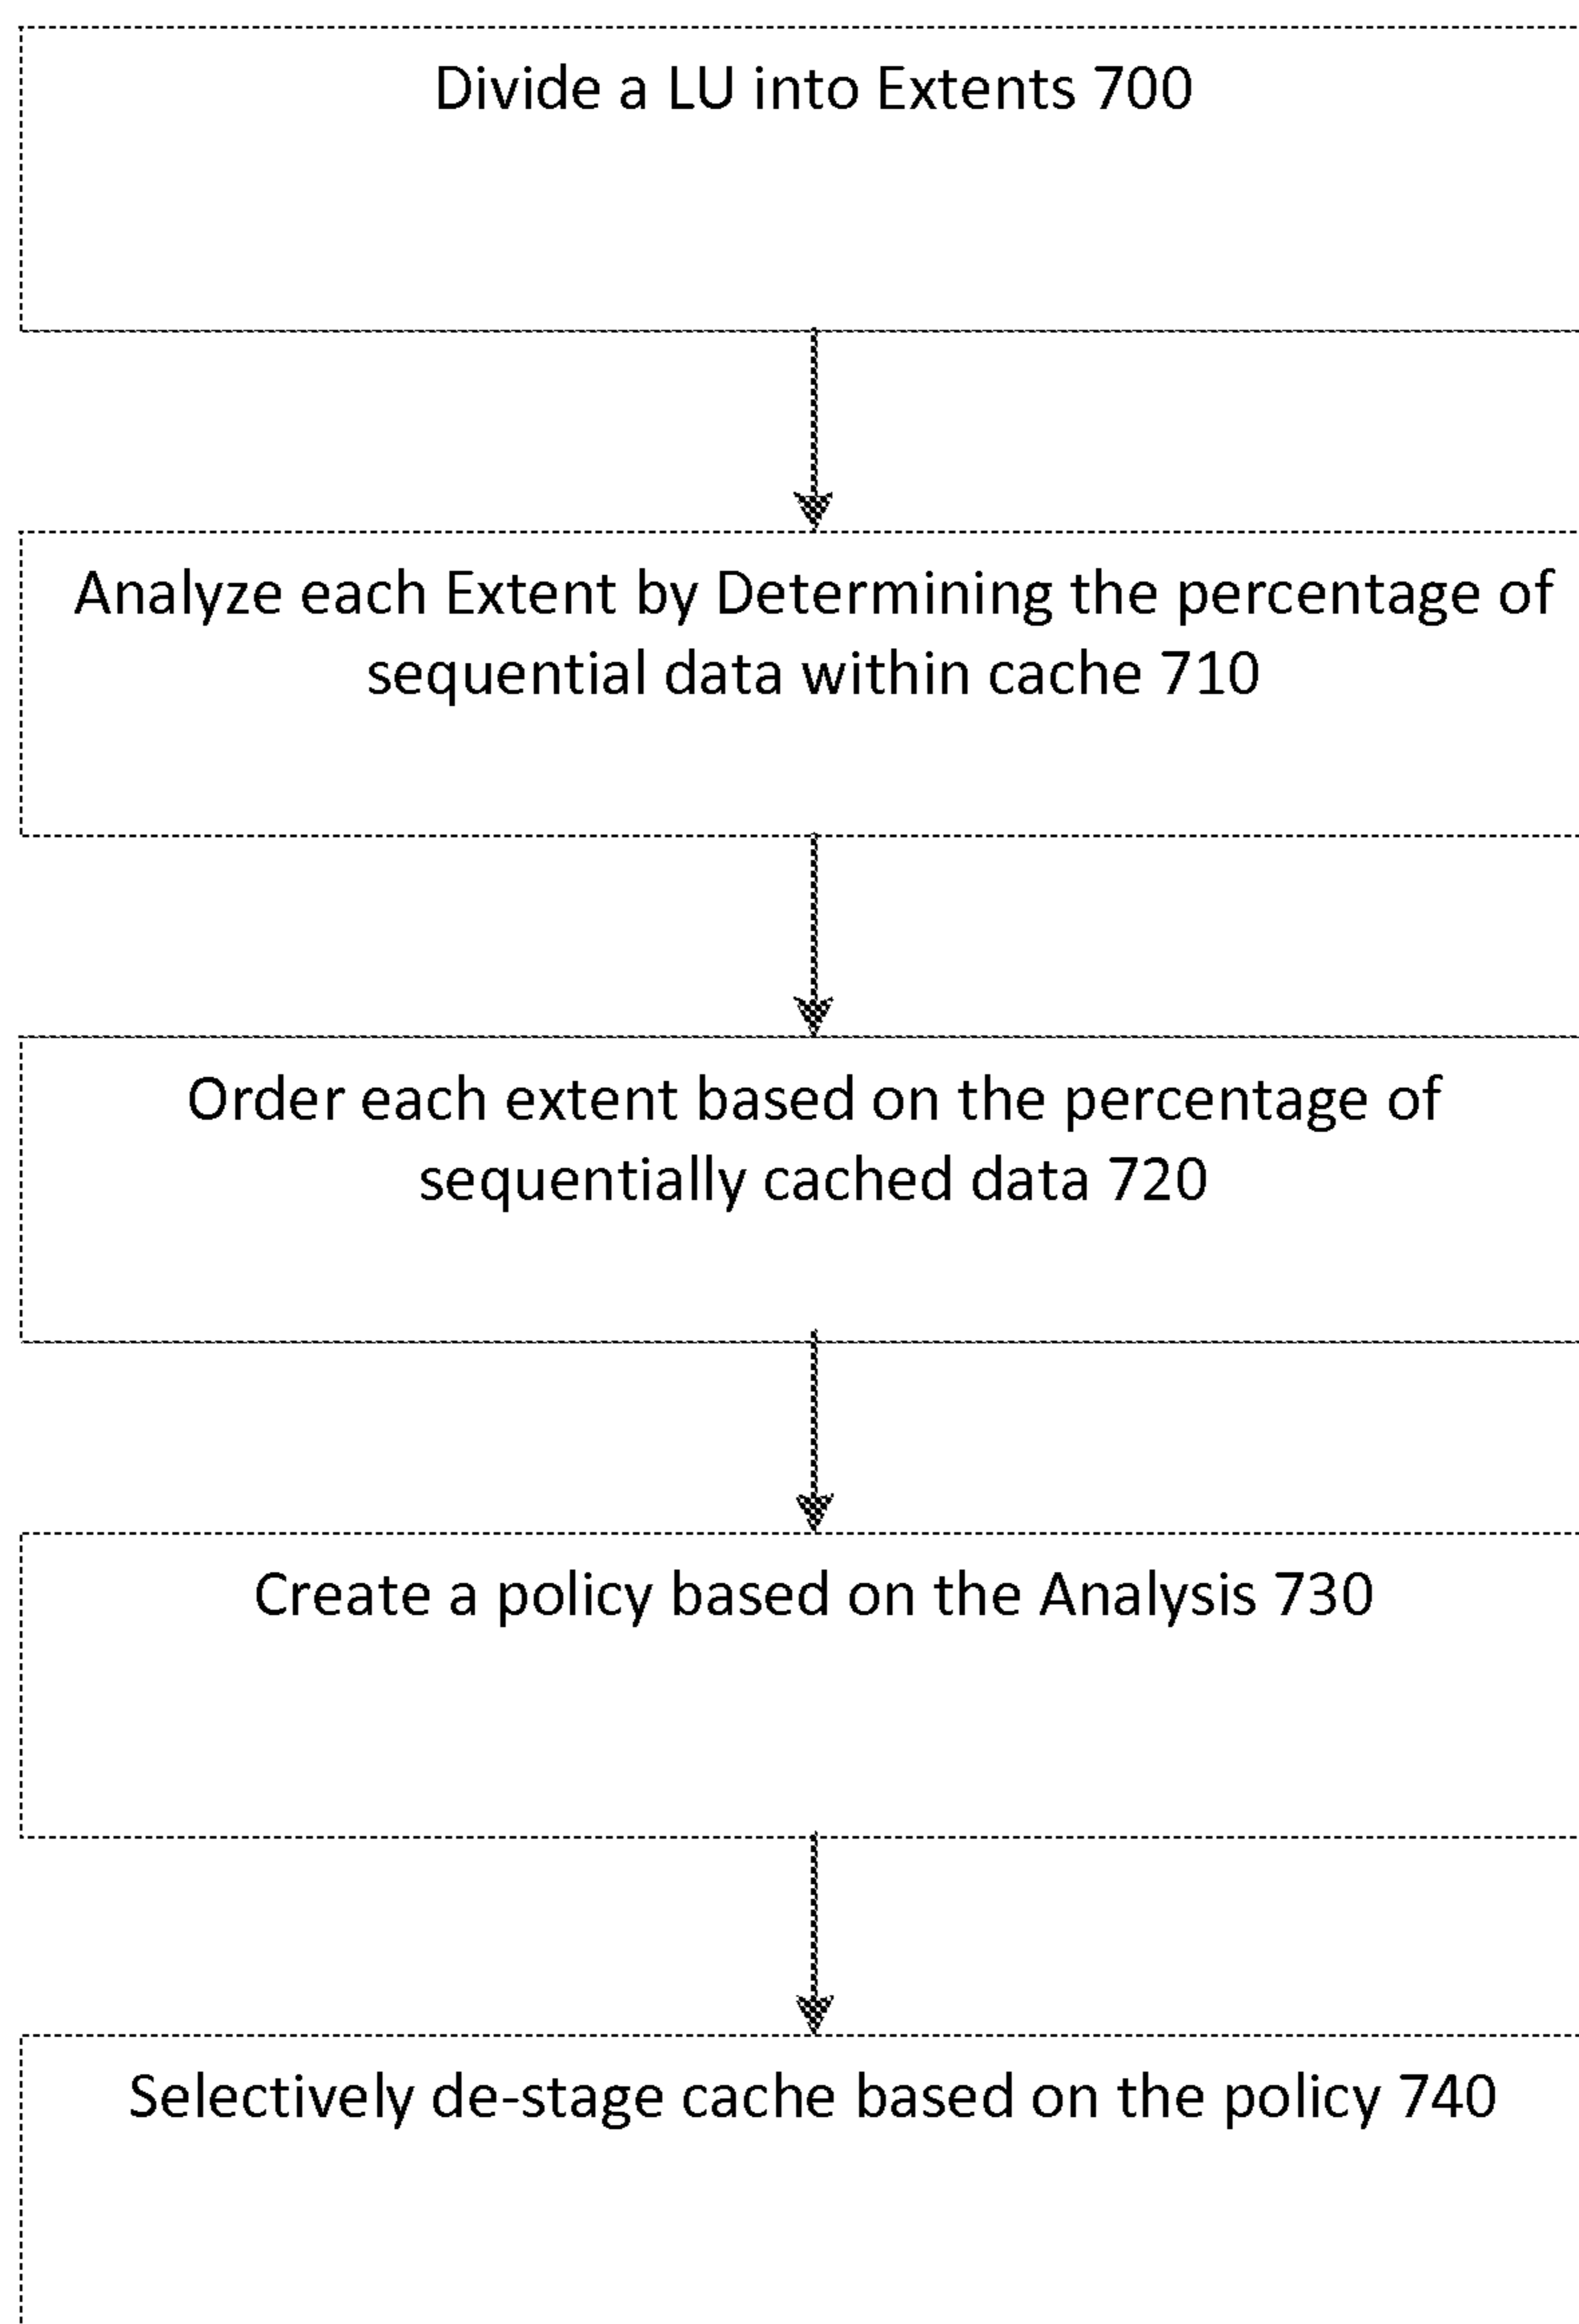 Divide a LU into Extents 700
Analyze each Extent by Determining the percentage of
sequential data within cache 710
Order each extent based on the percentage of
sequentially cached data 720
Create a policy based on the Analysis 730
Selectively de-stage cache based on the policy 740